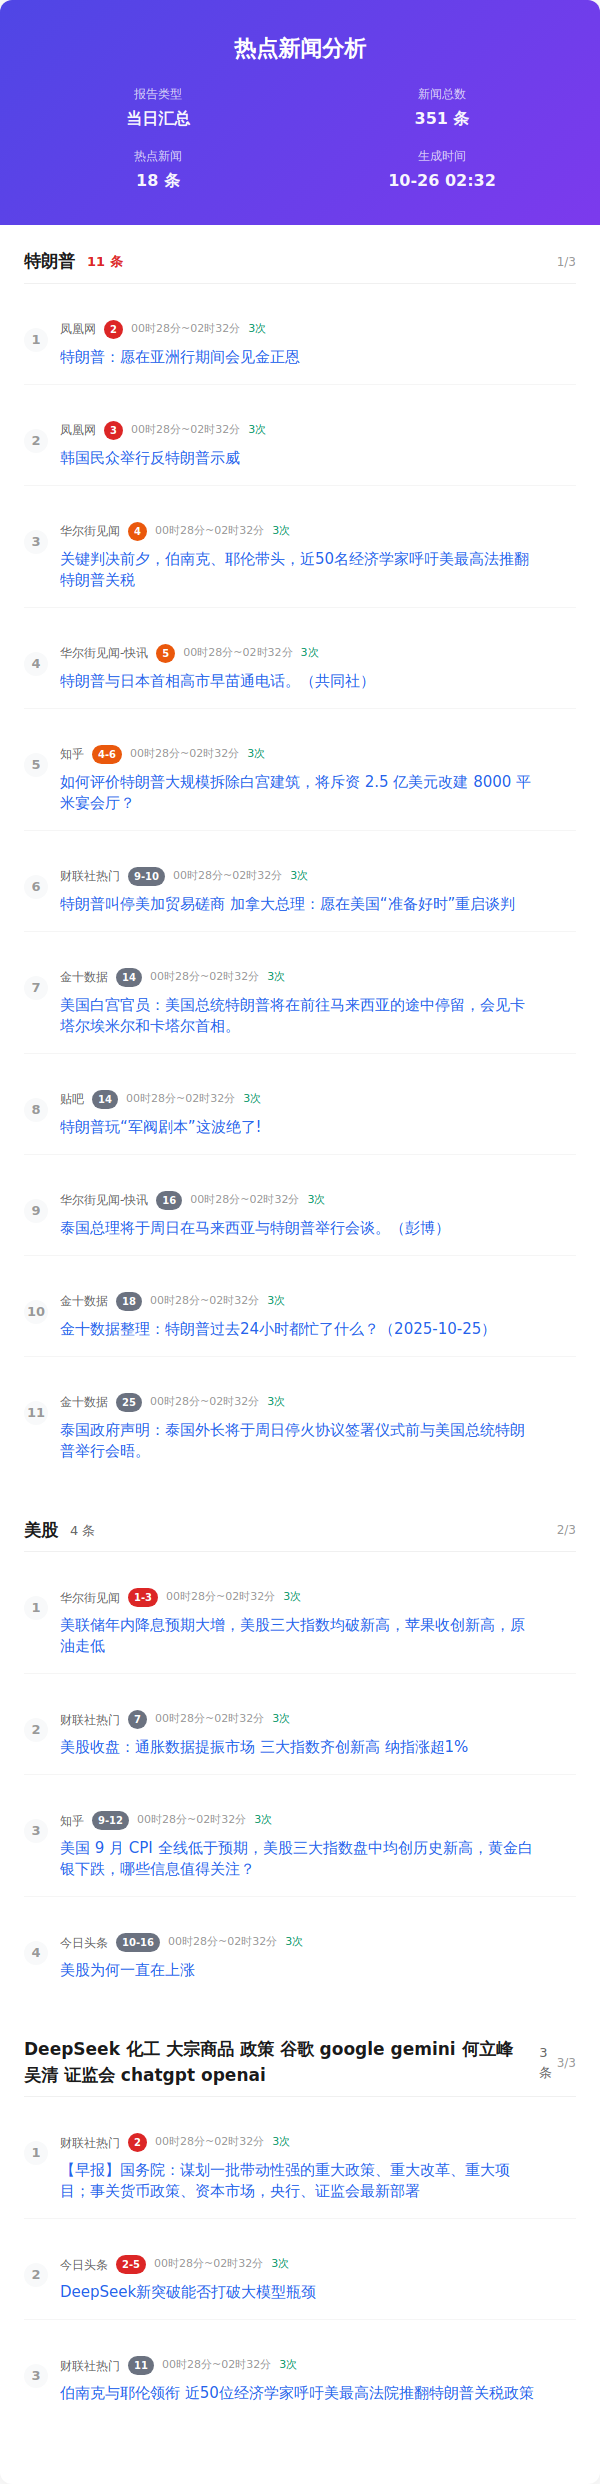 热点新闻分析
报告类型
新闻总数
当日汇总
351 条
热点新闻
生成时间
18 条
10-26 02:32
特朗普 11 条 1/3
1 凤凰网 2 00时28分~02时32分 3次
特朗普：愿在亚洲行期间会见金正恩
2 凤凰网 3 00时28分~02时32分 3次
韩国民众举行反特朗普示威
3 华尔街见闻 4 00时28分~02时32分 3次
关键判决前夕，伯南克、耶伦带头，近50名经济学家呼吁美最高法推翻
特朗普关税
4 华尔街见闻-快讯 5 00时28分~02时32分 3次
特朗普与日本首相高市早苗通电话。（共同社）
5 知乎 4-6 00时28分~02时32分 3次
如何评价特朗普大规模拆除白宫建筑，将斥资 2.5 亿美元改建 8000 平
米宴会厅？
6 财联社热门 9-10 00时28分~02时32分 3次
特朗普叫停美加贸易磋商 加拿大总理：愿在美国“准备好时”重启谈判
7 金十数据 14 00时28分~02时32分 3次
美国白宫官员：美国总统特朗普将在前往马来西亚的途中停留，会见卡
塔尔埃米尔和卡塔尔首相。
8 贴吧 14 00时28分~02时32分 3次
特朗普玩“军阀剧本”这波绝了!
9 华尔街见闻-快讯 16 00时28分~02时32分 3次
泰国总理将于周日在马来西亚与特朗普举行会谈。（彭博）
10 金十数据 18 00时28分~02时32分 3次
金十数据整理：特朗普过去24小时都忙了什么？（2025-10-25）
11 金十数据 25 00时28分~02时32分 3次
泰国政府声明：泰国外长将于周日停火协议签署仪式前与美国总统特朗
普举行会晤。
美股 4 条 2/3
1 华尔街见闻 1-3 00时28分~02时32分 3次
美联储年内降息预期大增，美股三大指数均破新高，苹果收创新高，原
油走低
2 财联社热门 7 00时28分~02时32分 3次
美股收盘：通胀数据提振市场 三大指数齐创新高 纳指涨超1%
3 知乎 9-12 00时28分~02时32分 3次
美国 9 月 CPI 全线低于预期，美股三大指数盘中均创历史新高，黄金白
银下跌，哪些信息值得关注？
4 今日头条 10-16 00时28分~02时32分 3次
美股为何一直在上涨
DeepSeek 化工 大宗商品 政策 谷歌 google gemini 何立峰
吴清 证监会 chatgpt openai
3
条
3/3
1 财联社热门 2 00时28分~02时32分 3次
【早报】国务院：谋划一批带动性强的重大政策、重大改革、重大项
目；事关货币政策、资本市场，央行、证监会最新部署
2 今日头条 2-5 00时28分~02时32分 3次
DeepSeek新突破能否打破大模型瓶颈
3 财联社热门 11 00时28分~02时32分 3次
伯南克与耶伦领衔 近50位经济学家呼吁美最高法院推翻特朗普关税政策